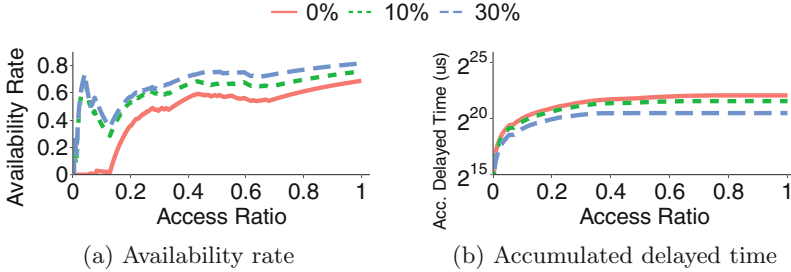 0% 10% 30%
Availability Rate
0.8
0.6
0.4
0.2
0
0 0.2 0.4 0.6 0.8 1
Access Ratio
(a) Availability rate
Acc. Delayed Time (us)
2^25
2^20
2^15
0 0.2 0.4 0.6 0.8 1
Access Ratio
(b) Accumulated delayed time